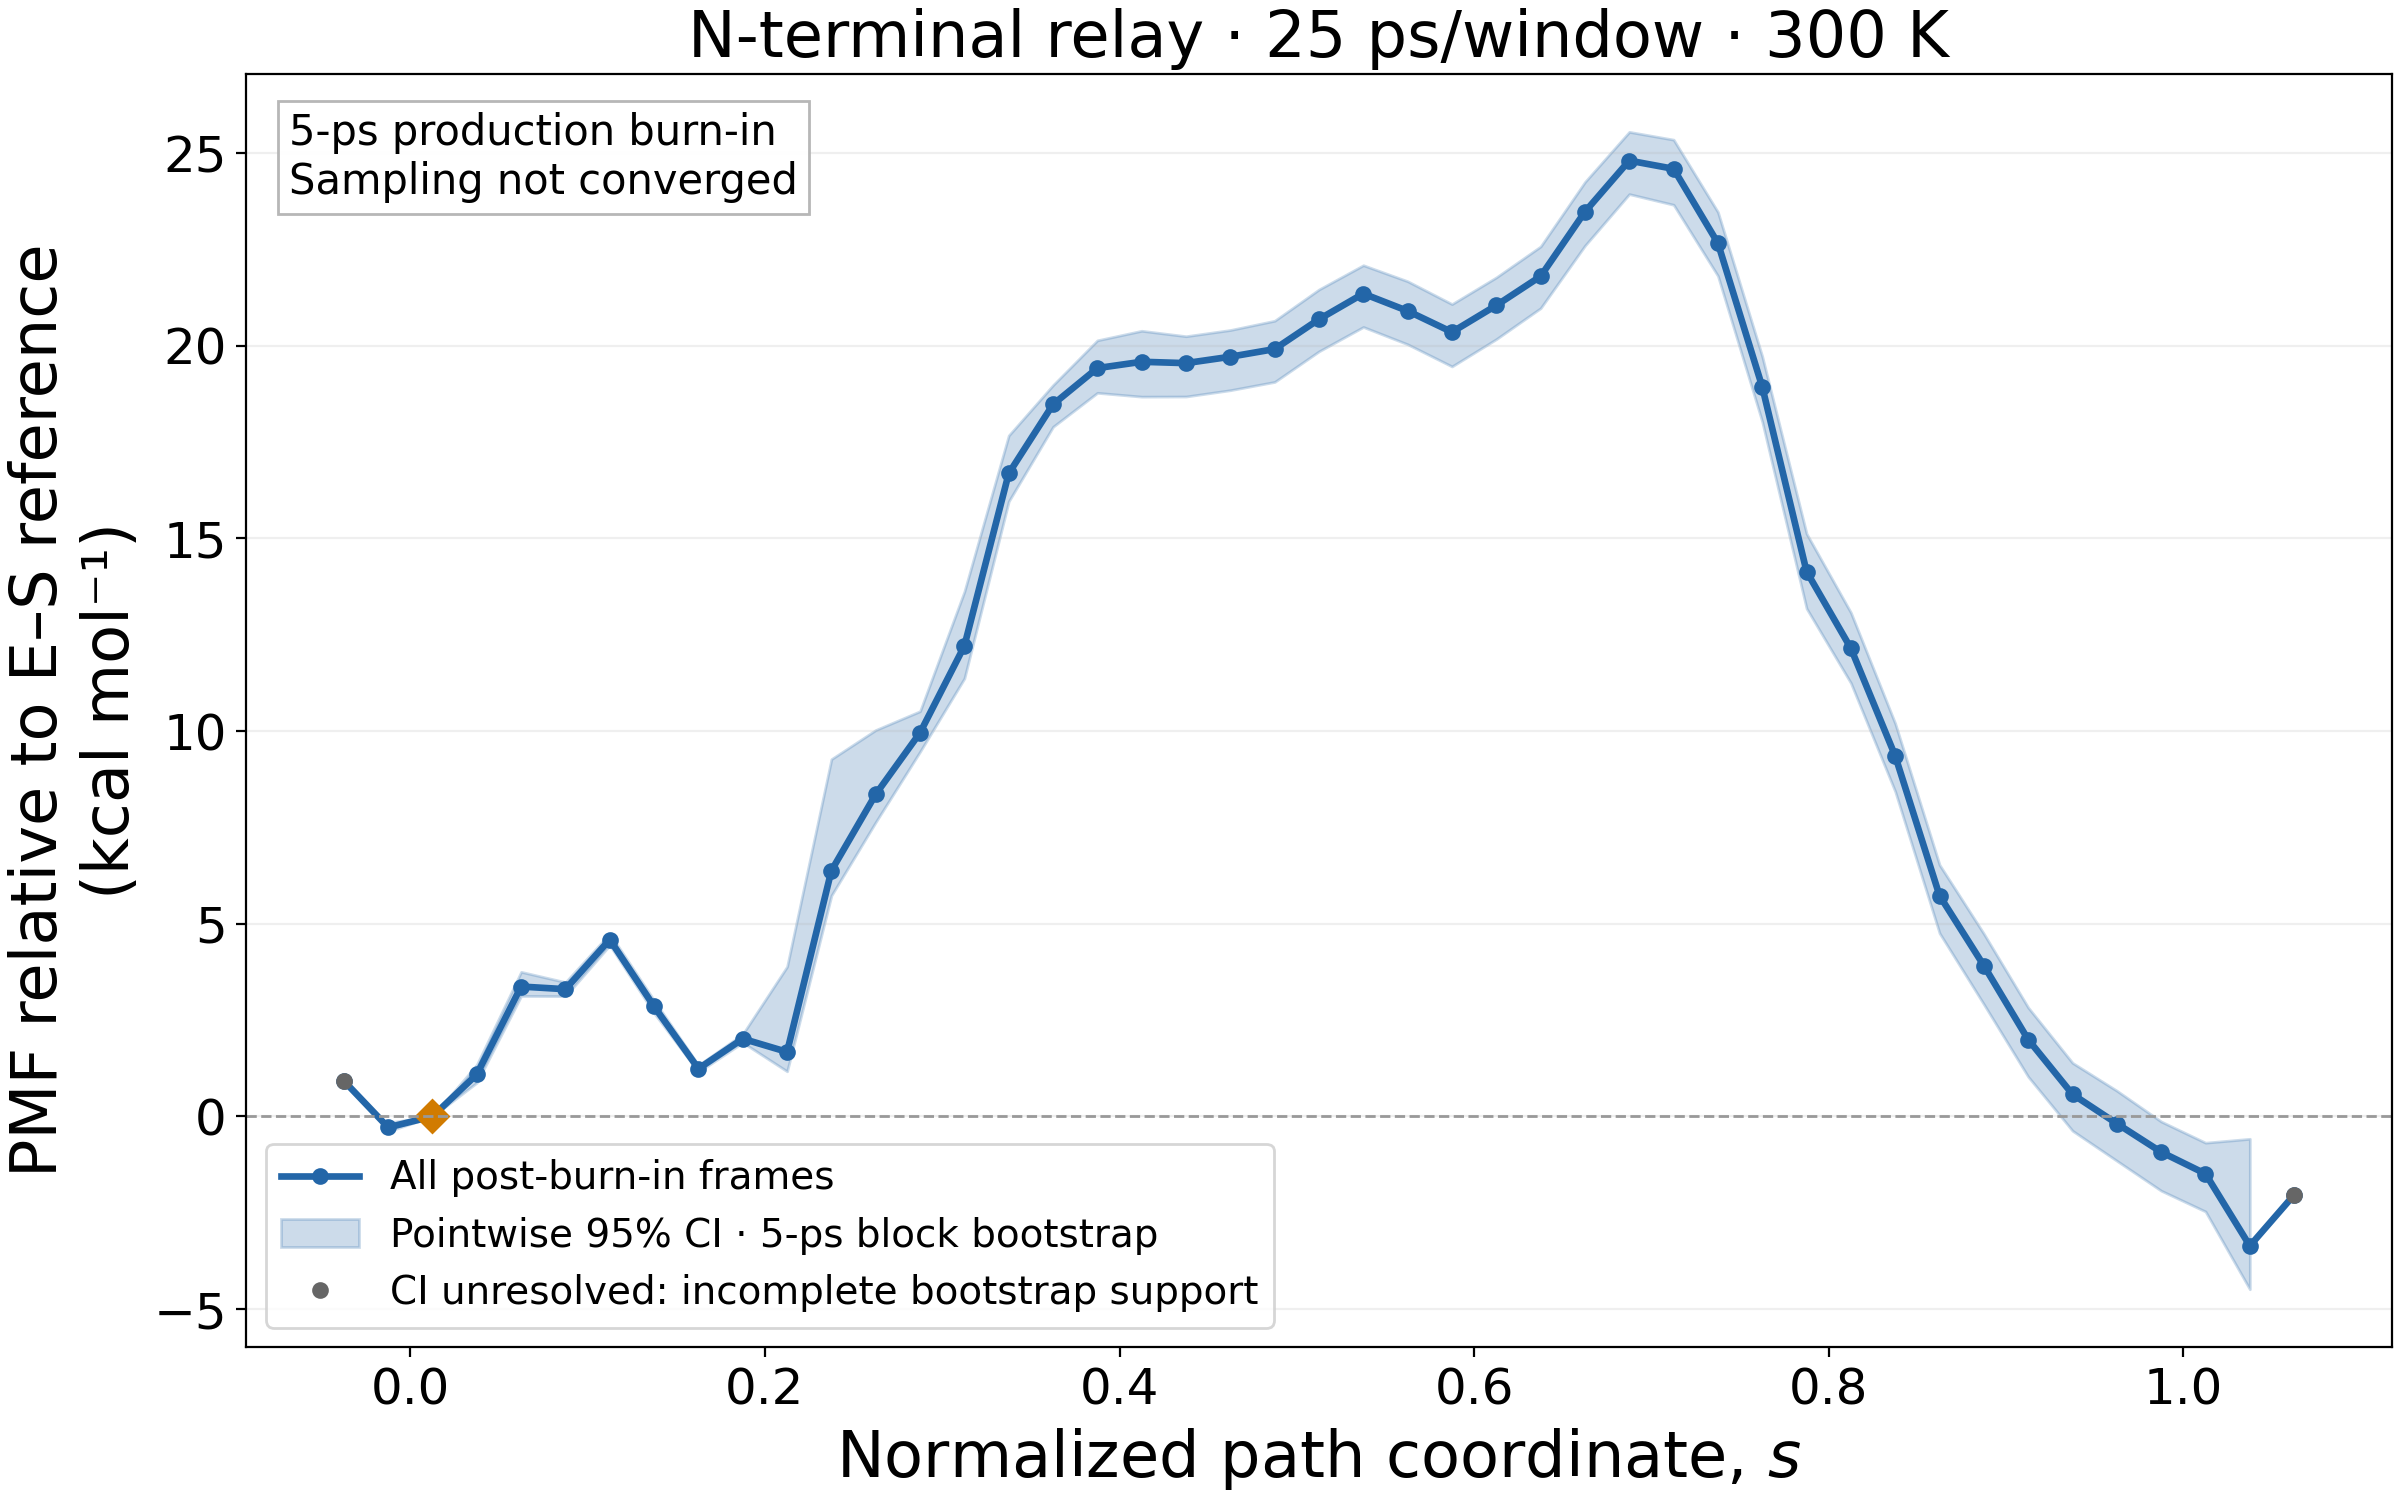 N-terminal relay · 25 ps/window · 300 K
5-ps production burn-in
Sampling not converged
PMF relative to E–S reference
(kcal mol⁻¹)
25
20
15
10
5
0
−5
All post-burn-in frames
Pointwise 95% CI · 5-ps block bootstrap
CI unresolved: incomplete bootstrap support
0.0
0.2
0.4
0.6
0.8
1.0
Normalized path coordinate, s